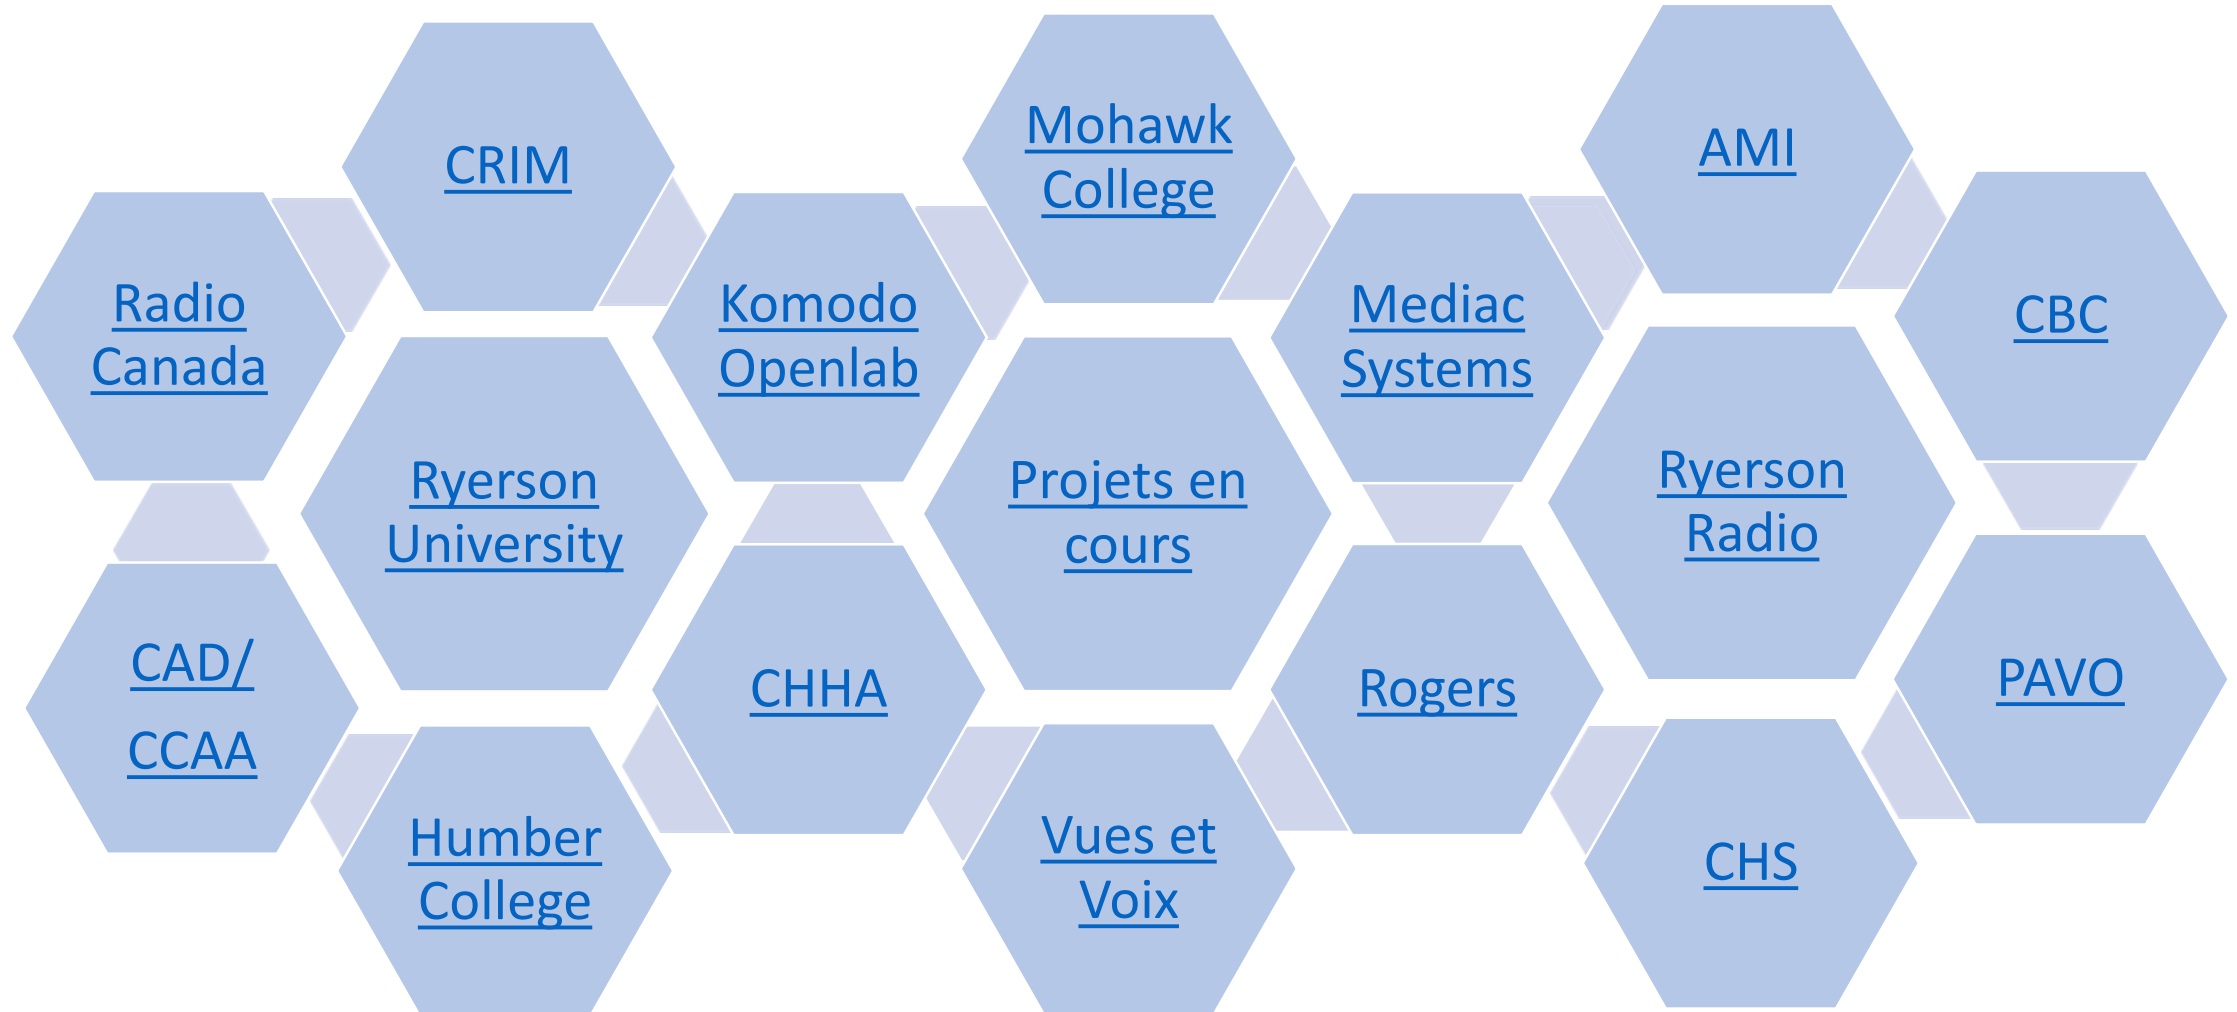 CRIM
Mohawk
College
AMI
Radio
Canada
Komodo
Openlab
Mediac
Systems
CBC
Ryerson
University
Projets en
cours
Ryerson
Radio
CAD/
CCAA
CHHA
Rogers
PAVO
Humber
College
Vues et
Voix
CHS